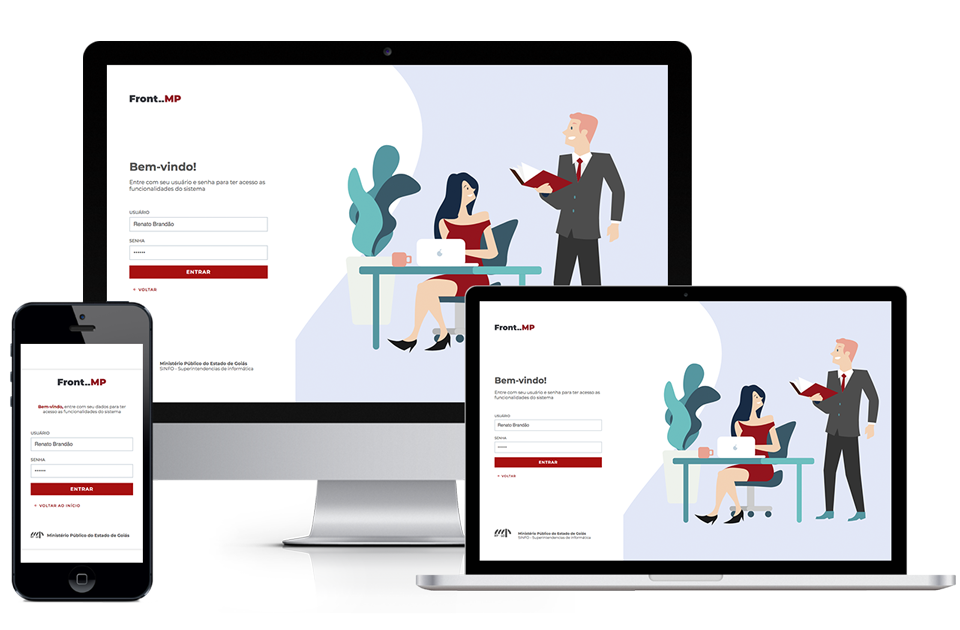 Front..MP
Bem-vindo!
Entre com seu usuário e senha para ter acesso as
funcionalidades do sistema
USUÁRIO
Renato Brandão
SENHA
••••••
ENTRAR
+ VOLTAR
Ministério Público do Estado de Goiás
SINFO - Superintendencias de Informática
Front..MP
Bem-vindo, entre com seu dados para ter
acesso as funcionalidades do sistema
USUÁRIO
Renato Brandão
SENHA
••••••
ENTRAR
+ VOLTAR AO INÍCIO
Ministério Público do Estado de Goiás
Front..MP
Bem-vindo!
Entre com seu usuário e senha para ter acesso as
funcionalidades do sistema
USUÁRIO
Renato Brandão
SENHA
••••••
ENTRAR
+ VOLTAR
Ministério Público do Estado de Goiás
SINFO - Superintendencias de Informática